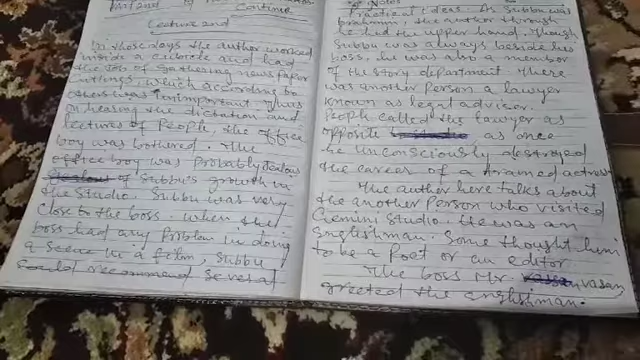 Continue
Lecture 2nd
In those days the author worked
inside a cubicle and had
the job of gathering newspaper
cuttings which according to
others was unimportant. Thus
on hearing the dictation and
lectures of People, the office
boy was bothered. The
office boy was probably jealous
of Subbu's growth in
the Studio. Subbu was very
Close to the boss. When the
boss had any Problem in doing
a Scene in a film, Subbu
Could recommend Several
Practical ideas. As Subbu was
brahmin, the author through
he had the upper hand. Though
Subbu was always beside his
boss, he was also a member
of the story department. There
was another Person a lawyer
known as legal advisor.
People called the lawyer as
opposite as once
he unconsciously destroyed
the career of a trained actress
The author here talks about
the another Person who visited
Gemini Studio. He was an
Englishman. Some thought him
to be a Poet or an editor
The boss Mr. vasan
greeted the englishman.